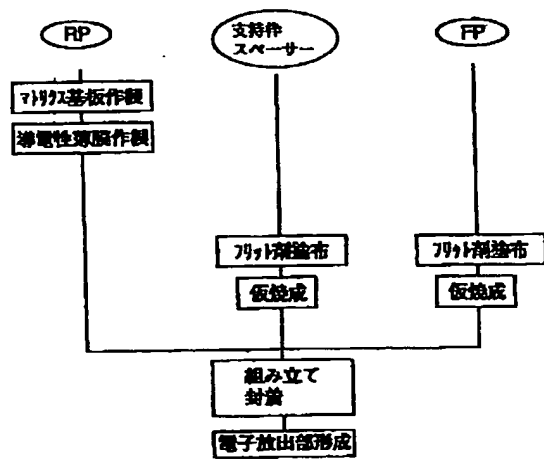 RP
支持枠
スペーサー
FP
マトリクス基板作製
導電性薄膜作製
フリット剤塗布
フリット剤塗布
仮焼成
仮焼成
組み立て
封着
電子放出部形成